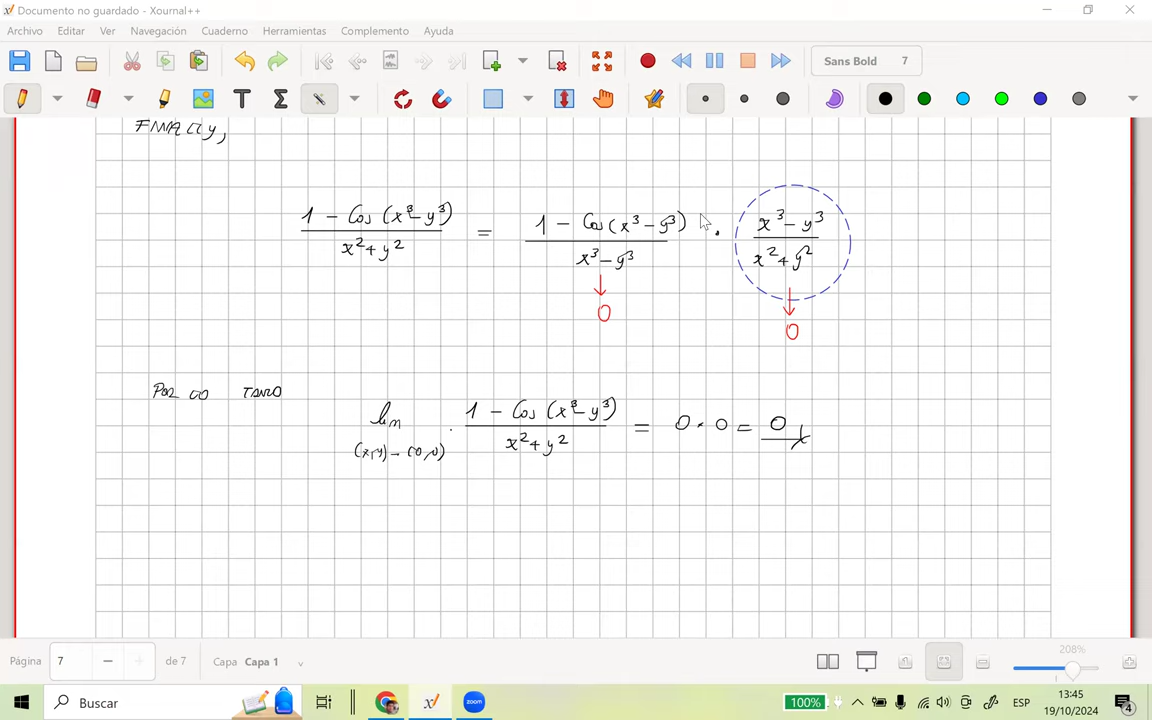 Documento no guardado - Xournal++
Archivo Editar Ver Navegación Cuaderno Herramientas Complemento Ayuda
Sans Bold 7
1 - Cos (x³-y³) / x²+y² = 1 - Cos (x³-y³) / x³-y³ · x³-y³ / x²+y²
↓ 0 ↓ 0
POR LO TANTO
lim (x,y)→(0,0) 1 - Cos (x³-y³) / x²+y² = 0 · 0 = 0
Página 7 de 7 Capa Capa 1 208%
Buscar 100% ESP 13:45
19/10/2024 4